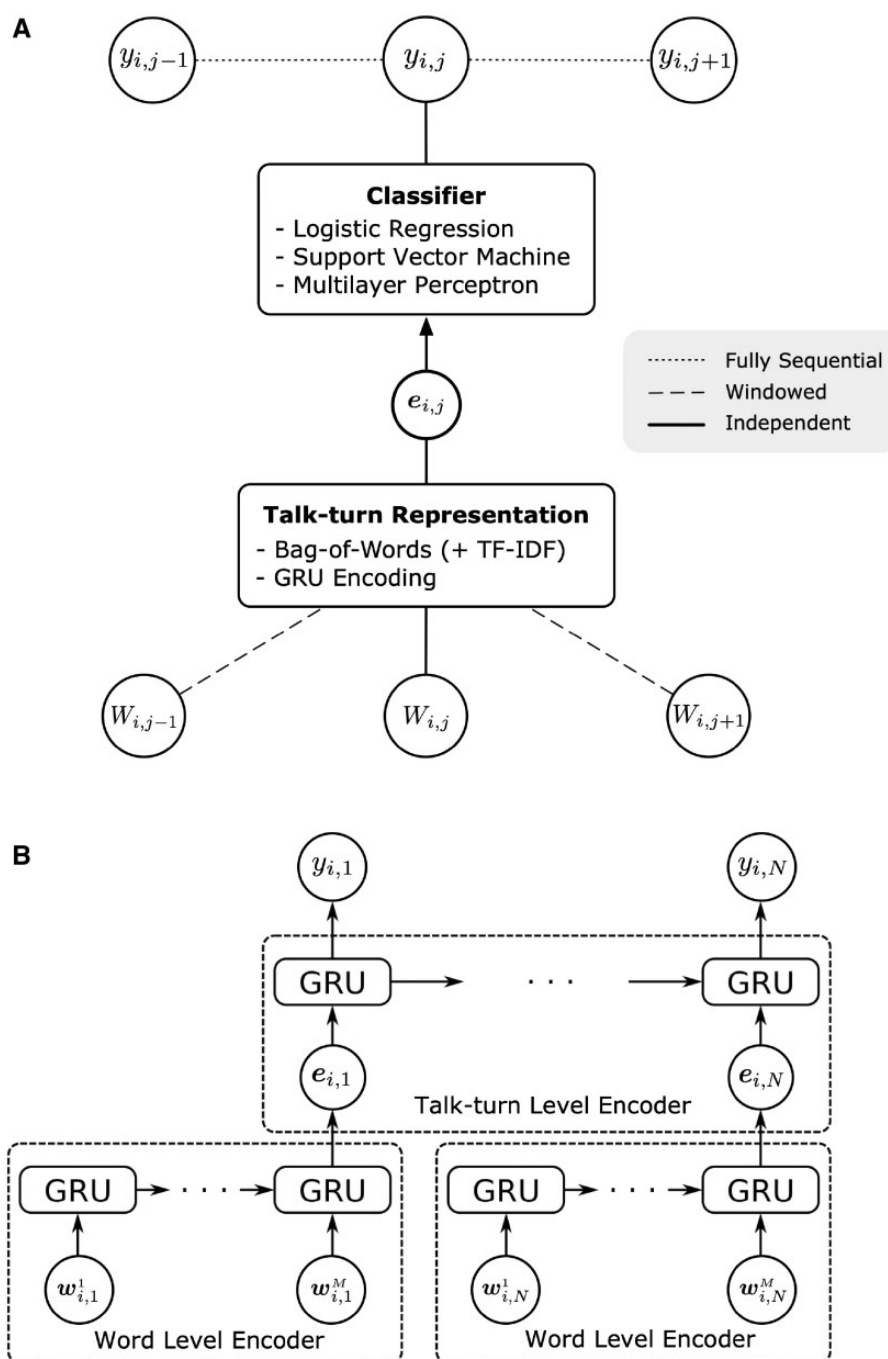 A
y_{i,j−1} y_{i,j} y_{i,j+1}
Classifier
- Logistic Regression
- Support Vector Machine
- Multilayer Perceptron
Fully Sequential
Windowed
Independent
e_{i,j}
Talk-turn Representation
- Bag-of-Words (+ TF-IDF)
- GRU Encoding
W_{i,j−1} W_{i,j} W_{i,j+1}
B
y_{i,1} y_{i,N}
GRU · · · GRU
e_{i,1} e_{i,N}
Talk-turn Level Encoder
GRU · · · GRU GRU · · · GRU
w^1_{i,1} w^M_{i,1} w^1_{i,N} w^M_{i,N}
Word Level Encoder Word Level Encoder